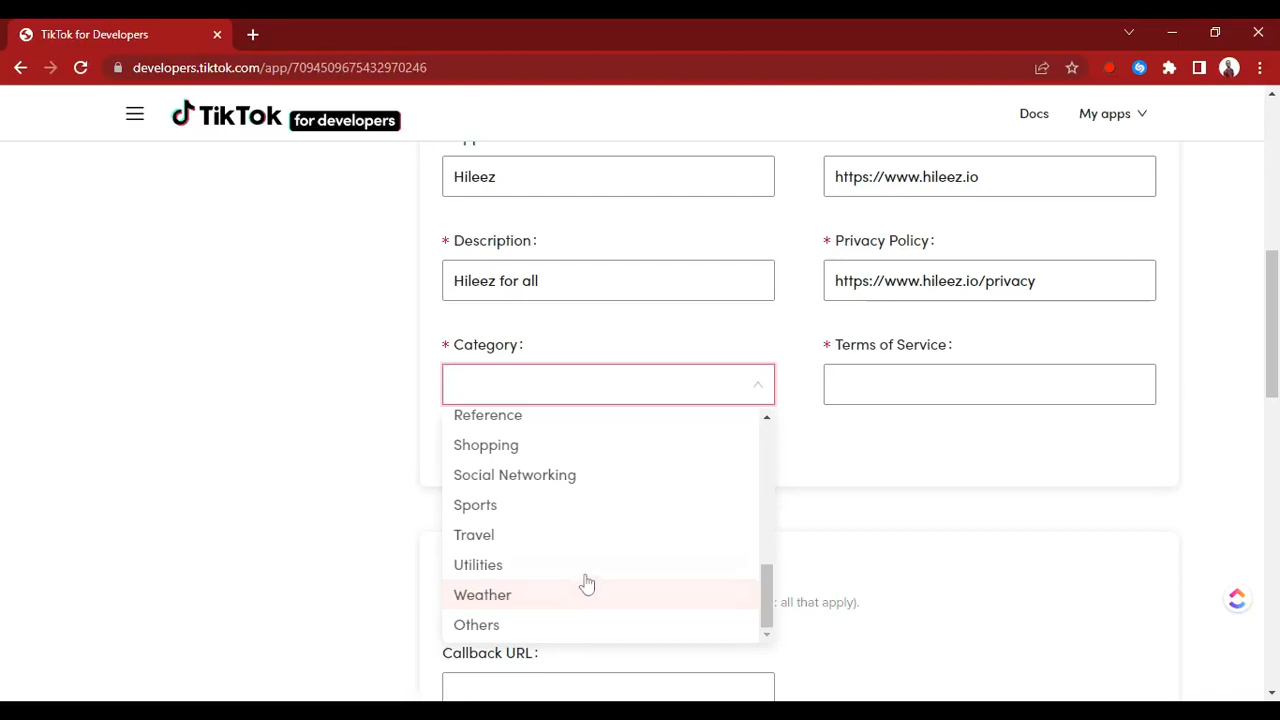 TikTok for Developers
developers.tiktok.com/app/7094509675432970246
TikTok for developers
Docs
My apps
Hileez
https://www.hileez.io
* Description:
* Privacy Policy:
Hileez for all
https://www.hileez.io/privacy
* Category:
* Terms of Service:
Reference
Shopping
Social Networking
Sports
Travel
Utilities
Weather
: all that apply).
Others
Callback URL: